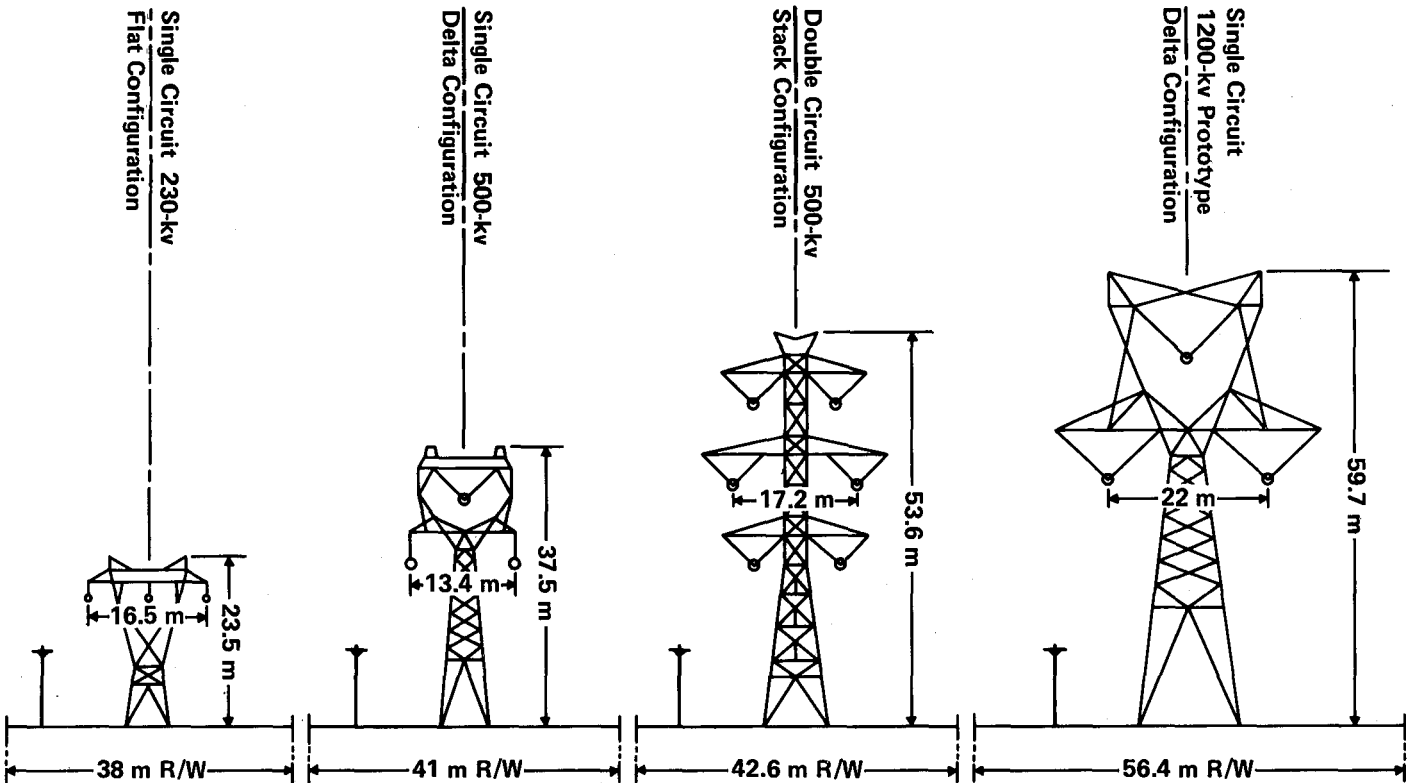 Single Circuit 230-kv
Flat Configuration
16.5 m
23.5 m
38 m R/W
Single Circuit 500-kv
Delta Configuration
13.4 m
37.5 m
41 m R/W
Double Circuit 500-kv
Stack Configuration
17.2 m
53.6 m
42.6 m R/W
Single Circuit
1200-kv Prototype
Delta Configuration
22 m
59.7 m
56.4 m R/W